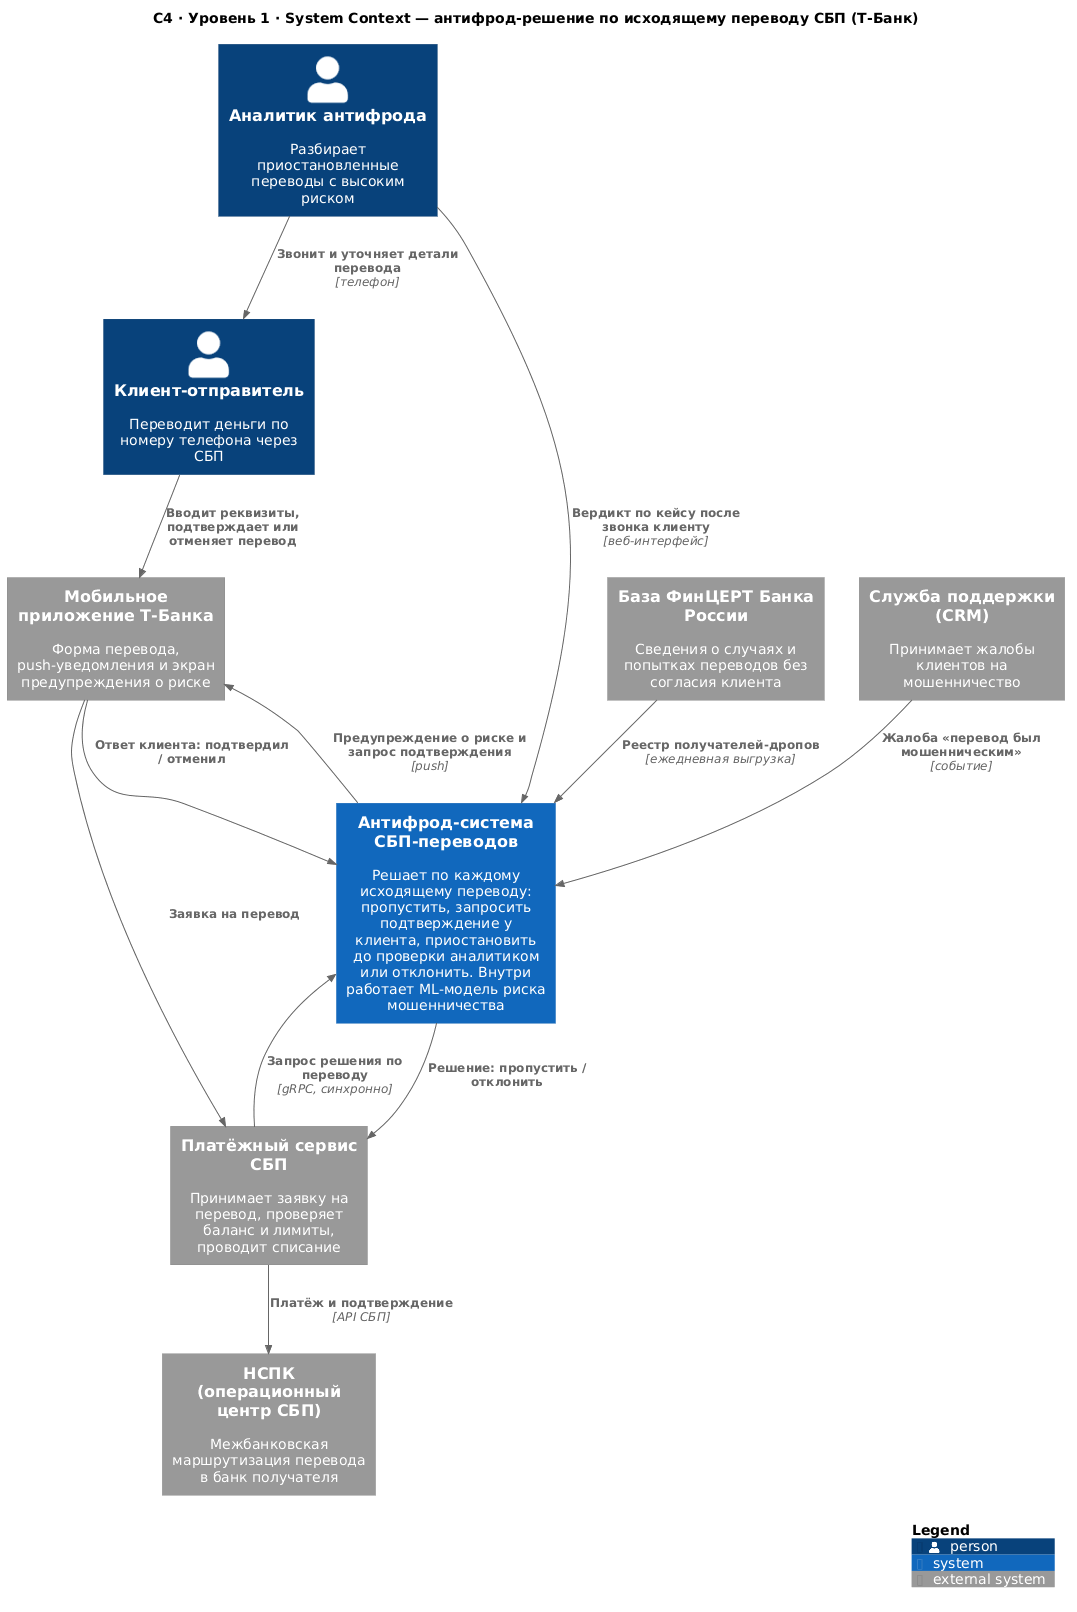 C4 · Уровень 1 · System Context — антифрод-решение по исходящему переводу СБП (Т-Банк)
Аналитик антифрода
Разбирает
приостановленные
переводы с высоким
риском
Звонит и уточняет детали
перевода
[телефон]
Клиент-отправитель
Переводит деньги по
номеру телефона через
СБП
Вводит реквизиты,
подтверждает или
отменяет перевод
Вердикт по кейсу после
звонка клиенту
[веб-интерфейс]
Мобильное
приложение Т-Банка
Форма перевода,
push-уведомления и экран
предупреждения о риске
База ФинЦЕРТ Банка
России
Сведения о случаях и
попытках переводов без
согласия клиента
Служба поддержки
(CRM)
Принимает жалобы
клиентов на
мошенничество
Ответ клиента: подтвердил
/ отменил
Предупреждение о риске и
запрос подтверждения
[push]
Реестр получателей-дропов
[ежедневная выгрузка]
Жалоба «перевод был
мошенническим»
[событие]
Антифрод-система
СБП-переводов
Решает по каждому
исходящему переводу:
пропустить, запросить
подтверждение у
клиента, приостановить
до проверки аналитиком
или отклонить. Внутри
работает ML-модель риска
мошенничества
Заявка на перевод
Запрос решения по
переводу
[gRPC, синхронно]
Решение: пропустить /
отклонить
Платёжный сервис
СБП
Принимает заявку на
перевод, проверяет
баланс и лимиты,
проводит списание
Платёж и подтверждение
[API СБП]
НСПК
(операционный
центр СБП)
Межбанковская
маршрутизация перевода
в банк получателя
Legend
person
system
external system